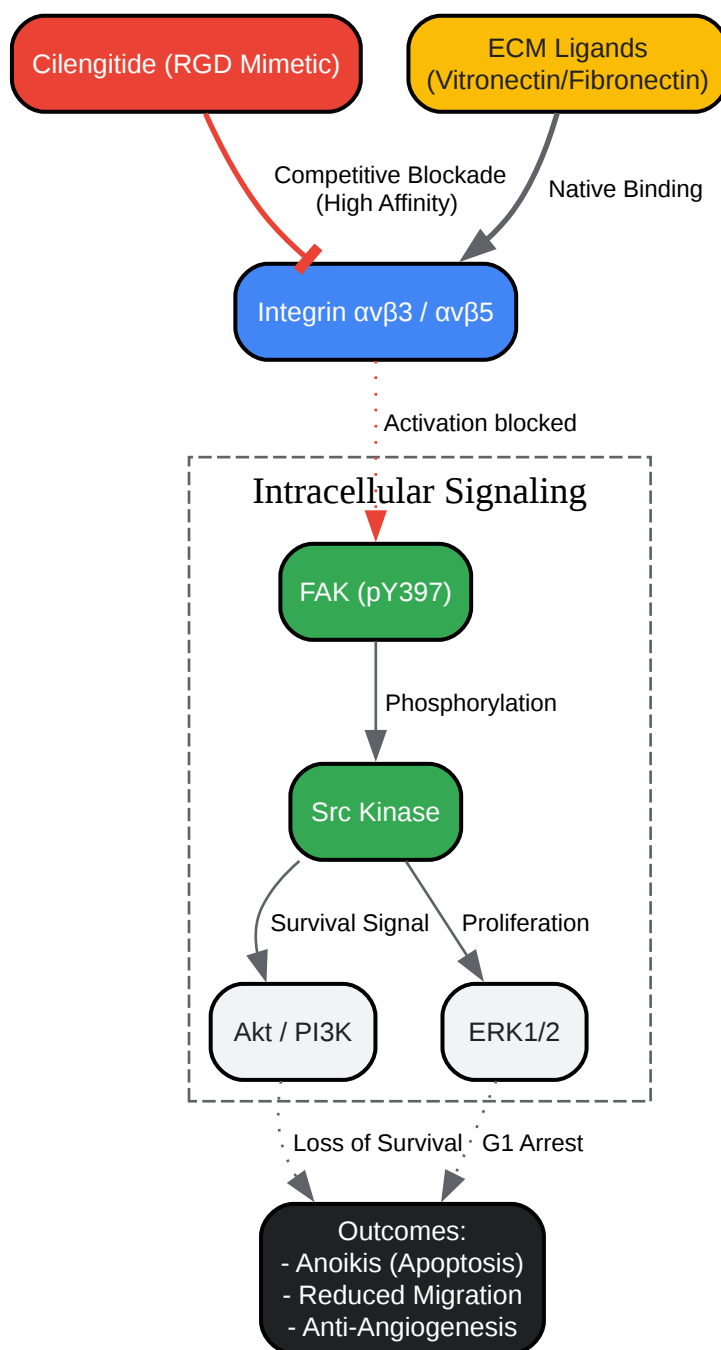 Cilengitide (RGD Mimetic)
ECM Ligands
(Vitronectin/Fibronectin)
Competitive Blockade
(High Affinity)
Native Binding
Integrin αvβ3 / αvβ5
Activation blocked
Intracellular Signaling
FAK (pY397)
Phosphorylation
Src Kinase
Survival Signal
Proliferation
Akt / PI3K
ERK1/2
Loss of Survival
G1 Arrest
Outcomes:
- Anoikis (Apoptosis)
- Reduced Migration
- Anti-Angiogenesis